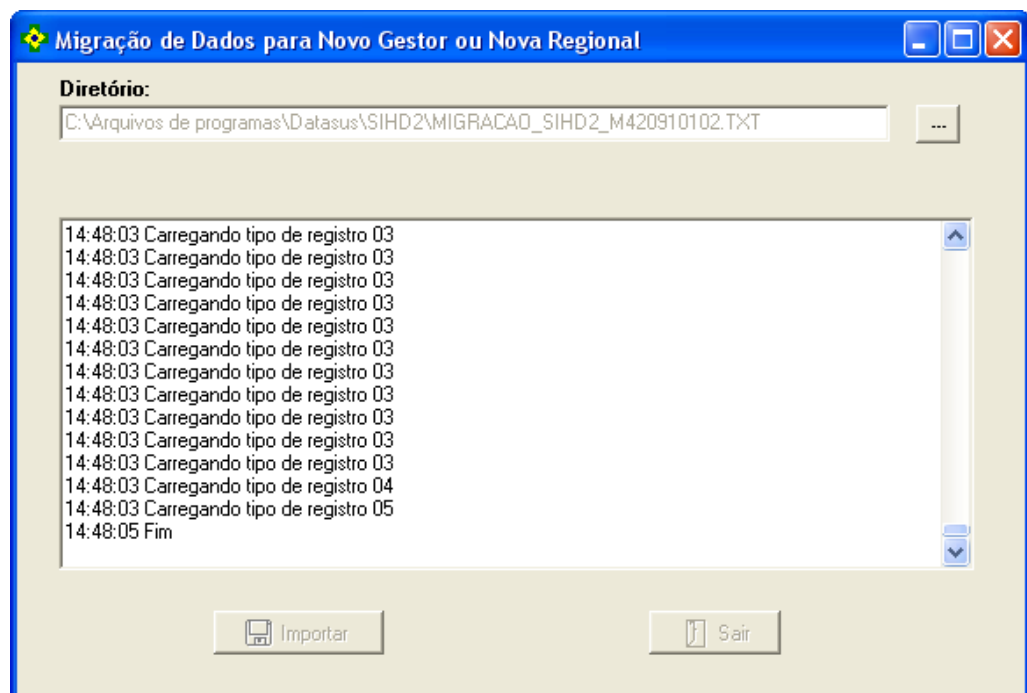 Migração de Dados para Novo Gestor ou Nova Regional
Diretório:
C:\Arquivos de programas\Datasus\SIHD2\MIGRACAO_SIHD2_M420910102.TXT
...
14:48:03 Carregando tipo de registro 03
14:48:03 Carregando tipo de registro 03
14:48:03 Carregando tipo de registro 03
14:48:03 Carregando tipo de registro 03
14:48:03 Carregando tipo de registro 03
14:48:03 Carregando tipo de registro 03
14:48:03 Carregando tipo de registro 03
14:48:03 Carregando tipo de registro 03
14:48:03 Carregando tipo de registro 03
14:48:03 Carregando tipo de registro 03
14:48:03 Carregando tipo de registro 03
14:48:03 Carregando tipo de registro 04
14:48:03 Carregando tipo de registro 05
14:48:05 Fim
Importar
Sair